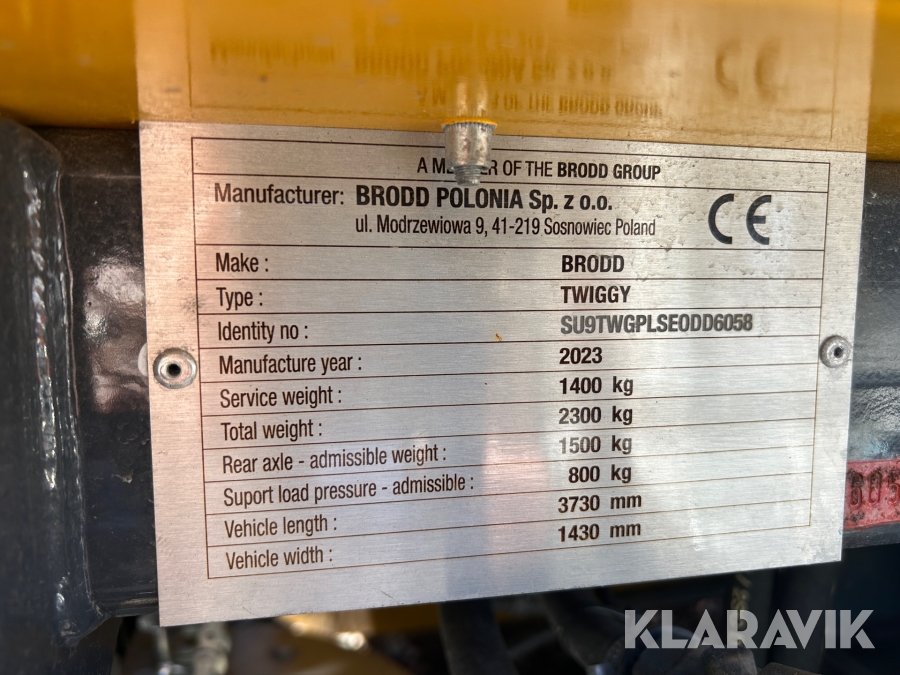 A MEMBER OF THE BRODD GROUP
Manufacturer: BRODD POLONIA Sp. z o.o.
ul. Modrzewiowa 9, 41-219 Sosnowiec Poland
CE
Make : BRODD
Type : TWIGGY
Identity no : SU9TWGPLSEODD6058
Manufacture year : 2023
Service weight : 1400 kg
Total weight : 2300 kg
Rear axle - admissible weight : 1500 kg
Suport load pressure - admissible : 800 kg
Vehicle length : 3730 mm
Vehicle width : 1430 mm
KLARAVIK